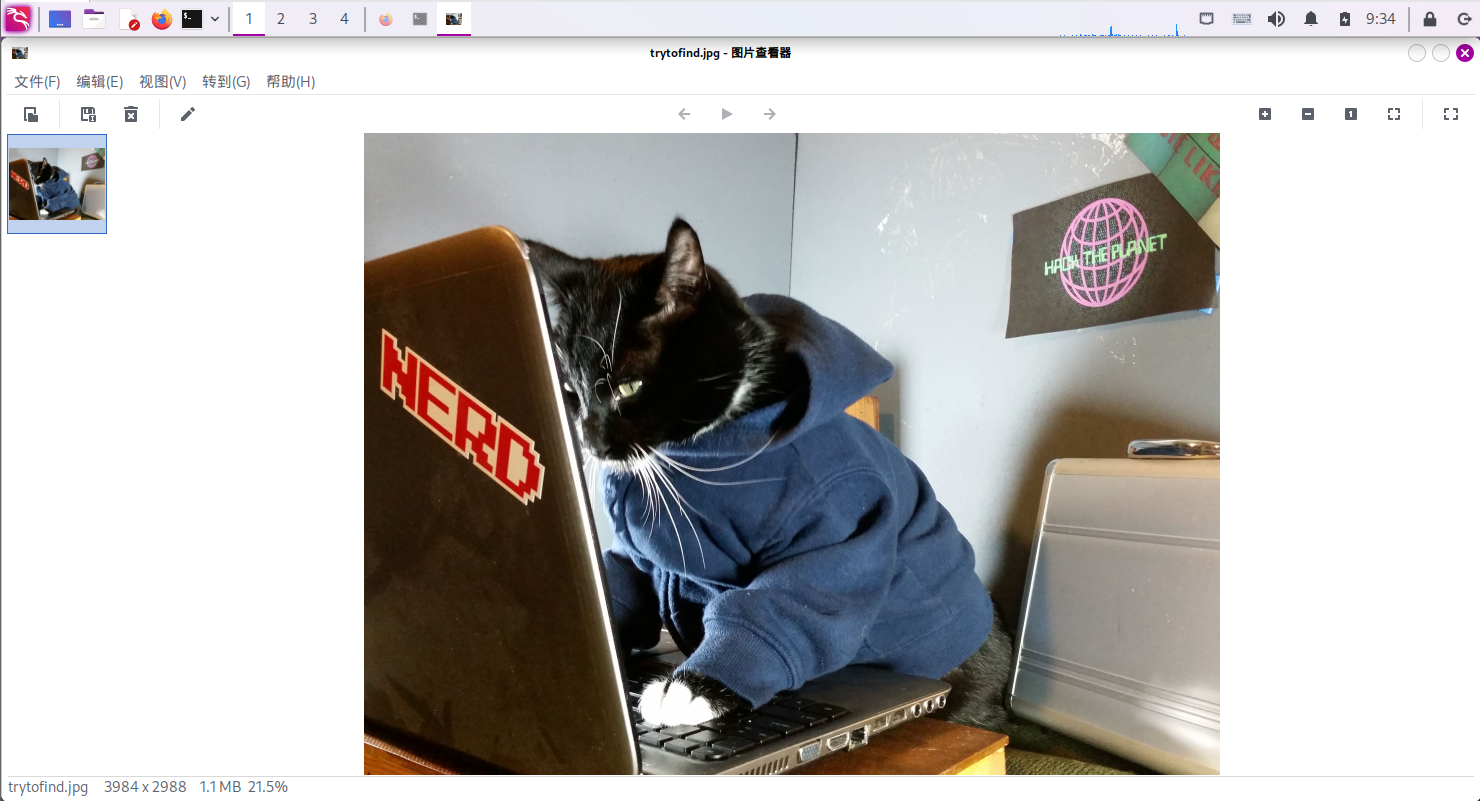 1 2 3 4 9:34
trytofind.jpg - 图片查看器
文件(F) 编辑(E) 视图(V) 转到(G) 帮助(H)
HACK THE PLANET
LIKE
NERD
trytofind.jpg 3984 x 2988 1.1 MB 21.5%